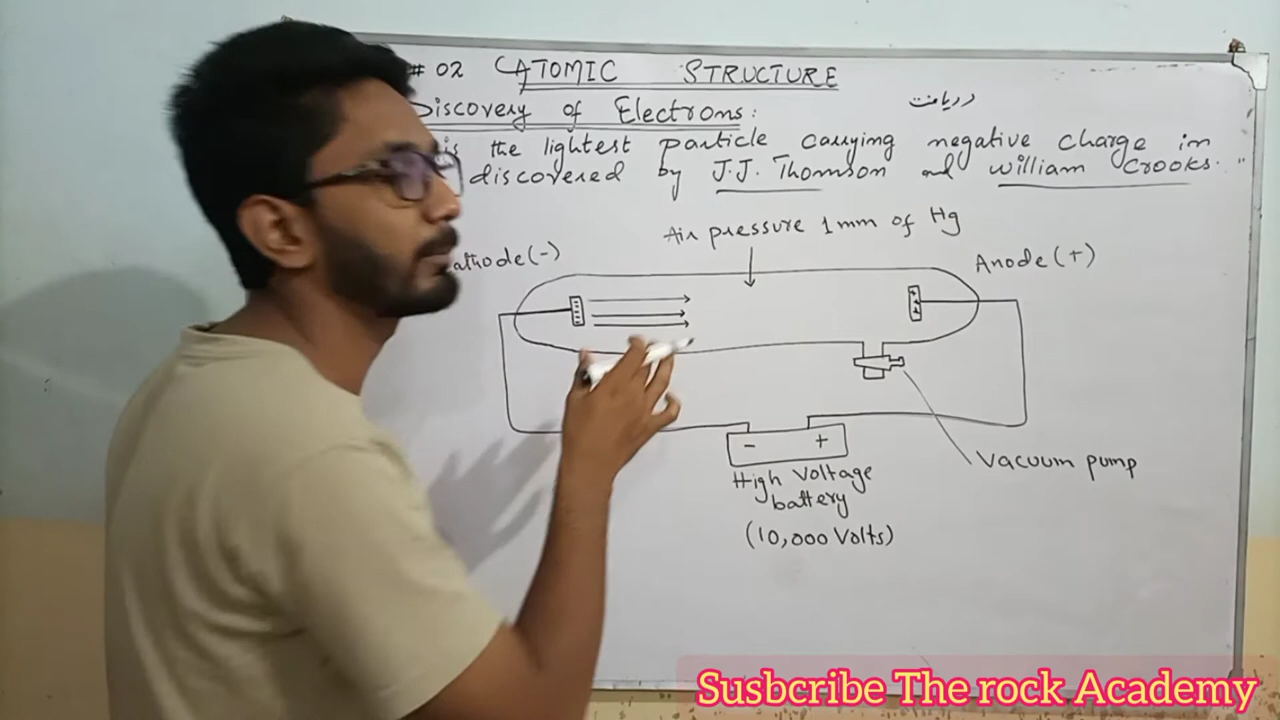 # 02 ATOMIC STRUCTURE
Discovery of Electrons:
دریافت
is the lightest particle carrying negative charge in
discovered by J.J. Thomson and William Crooks. "
Air pressure 1mm of Hg
athode (-)
Anode (+)
- +
Vacuum pump
High Voltage
battery
(10,000 Volts)
Susbcribe The rock Academy